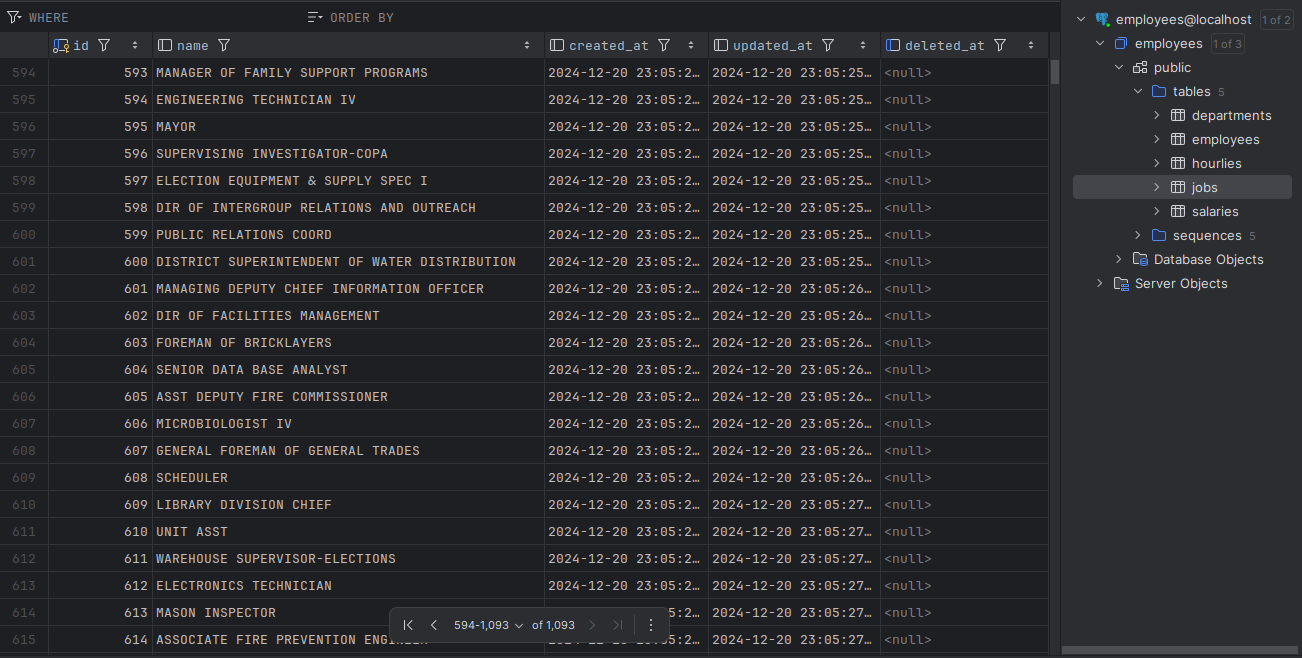 WHERE ORDER BY
id name created_at updated_at deleted_at
594 593 MANAGER OF FAMILY SUPPORT PROGRAMS 2024-12-20 23:05:2… 2024-12-20 23:05:25… <null>
595 594 ENGINEERING TECHNICIAN IV 2024-12-20 23:05:2… 2024-12-20 23:05:25… <null>
596 595 MAYOR 2024-12-20 23:05:2… 2024-12-20 23:05:25… <null>
597 596 SUPERVISING INVESTIGATOR-COPA 2024-12-20 23:05:2… 2024-12-20 23:05:25… <null>
598 597 ELECTION EQUIPMENT & SUPPLY SPEC I 2024-12-20 23:05:2… 2024-12-20 23:05:25… <null>
599 598 DIR OF INTERGROUP RELATIONS AND OUTREACH 2024-12-20 23:05:2… 2024-12-20 23:05:25… <null>
600 599 PUBLIC RELATIONS COORD 2024-12-20 23:05:2… 2024-12-20 23:05:25… <null>
601 600 DISTRICT SUPERINTENDENT OF WATER DISTRIBUTION 2024-12-20 23:05:2… 2024-12-20 23:05:25… <null>
602 601 MANAGING DEPUTY CHIEF INFORMATION OFFICER 2024-12-20 23:05:2… 2024-12-20 23:05:26… <null>
603 602 DIR OF FACILITIES MANAGEMENT 2024-12-20 23:05:2… 2024-12-20 23:05:26… <null>
604 603 FOREMAN OF BRICKLAYERS 2024-12-20 23:05:2… 2024-12-20 23:05:26… <null>
605 604 SENIOR DATA BASE ANALYST 2024-12-20 23:05:2… 2024-12-20 23:05:26… <null>
606 605 ASST DEPUTY FIRE COMMISSIONER 2024-12-20 23:05:2… 2024-12-20 23:05:26… <null>
607 606 MICROBIOLOGIST IV 2024-12-20 23:05:2… 2024-12-20 23:05:26… <null>
608 607 GENERAL FOREMAN OF GENERAL TRADES 2024-12-20 23:05:2… 2024-12-20 23:05:26… <null>
609 608 SCHEDULER 2024-12-20 23:05:2… 2024-12-20 23:05:26… <null>
610 609 LIBRARY DIVISION CHIEF 2024-12-20 23:05:2… 2024-12-20 23:05:27… <null>
611 610 UNIT ASST 2024-12-20 23:05:2… 2024-12-20 23:05:27… <null>
612 611 WAREHOUSE SUPERVISOR-ELECTIONS 2024-12-20 23:05:2… 2024-12-20 23:05:27… <null>
613 612 ELECTRONICS TECHNICIAN 2024-12-20 23:05:2… 2024-12-20 23:05:27… <null>
614 613 MASON INSPECTOR 2024-12-20 23:05:27… <null>
615 614 ASSOCIATE FIRE PREVENTION 2024-12-20 23:05:27… <null>
594-1,093 of 1,093
employees@localhost 1 of 2
employees 1 of 3
public
tables 5
departments
employees
hourlies
jobs
salaries
sequences 5
Database Objects
Server Objects